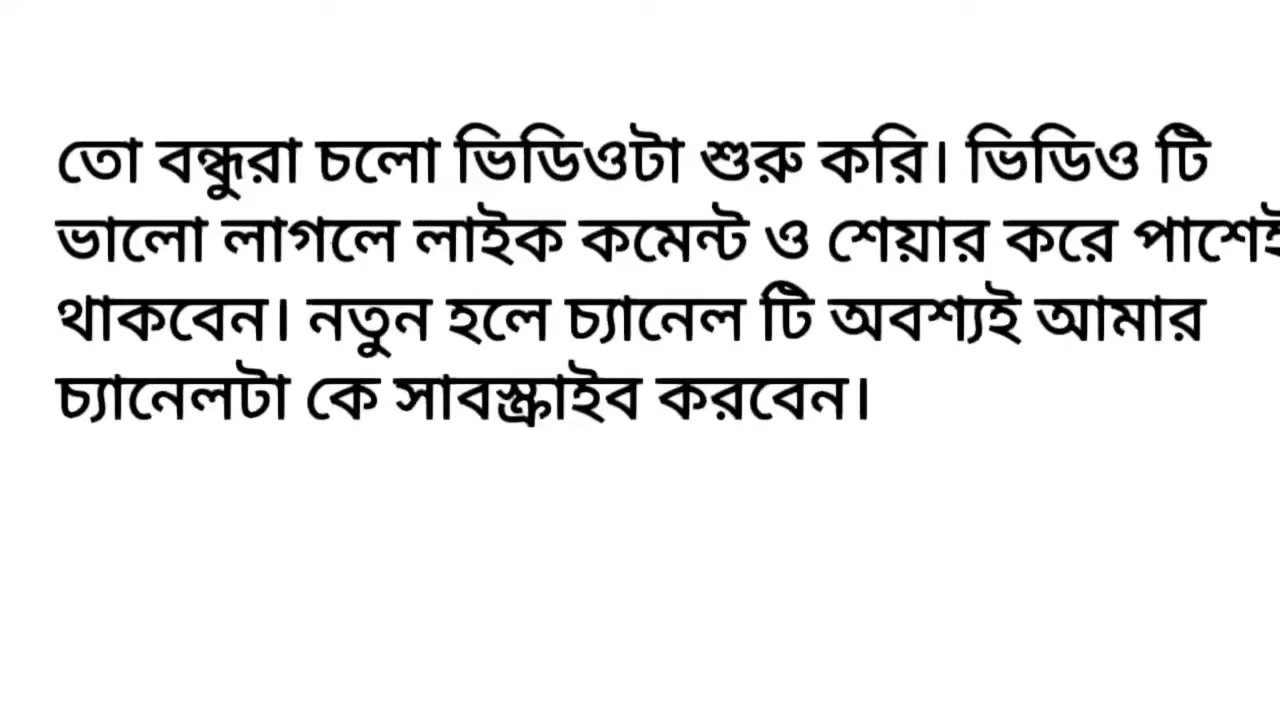 তো বন্ধুরা চলো ভিডিওটা শুরু করি। ভিডিও টি
ভালো লাগলে লাইক কমেন্ট ও শেয়ার করে পাশেই
থাকবেন। নতুন হলে চ্যানেল টি অবশ্যই আমার
চ্যানেলটা কে সাবস্ক্রাইব করবেন।